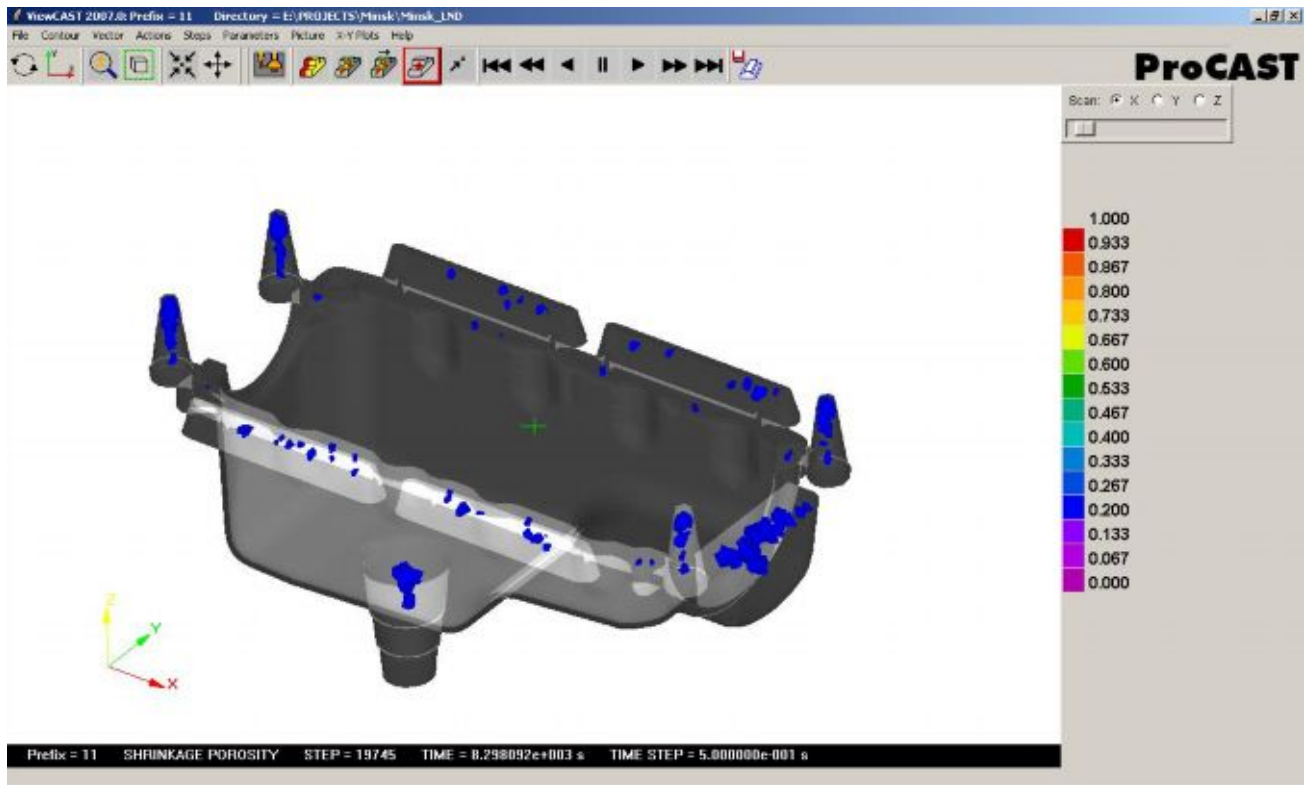 ViewCAST 2007.0: Prefix = 11 Directory = E:\PROJECTS\Minsk\Minsk_LND
File Contour Vector Actions Steps Parameters Picture X-Y Plots Help
ProCAST
Scan: X Y Z
1.000
0.933
0.867
0.800
0.733
0.667
0.600
0.533
0.467
0.400
0.333
0.267
0.200
0.133
0.067
0.000
Z
Y
X
Prefix = 11 SHRINKAGE POROSITY STEP = 19745 TIME = 8.298092e+003 s TIME STEP = 5.000000e-001 s